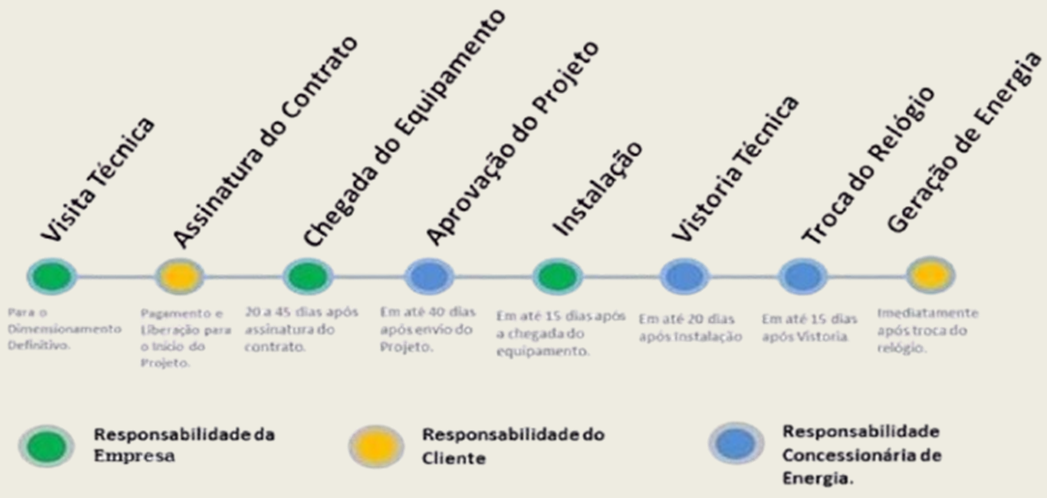 Visita Técnica
Assinatura do Contrato
Chegada do Equipamento
Aprovação do Projeto
Instalação
Vistoria Técnica
Troca do Relógio
Geração de Energia
Para o
Dimensionamento
Definitivo.
Pagamento e
Liberação para
o Início do
Projeto.
20 a 45 dias após
assinatura do
contrato.
Em até 40 dias
após envio do
Projeto.
Em até 15 dias após
a chegada do
equipamento.
Em até 20 dias
após Instalação
Em até 15 dias
após Vistoria
Imediatamente
após troca do
relógio.
Responsabilidade da
Empresa
Responsabilidade do
Cliente
Responsabilidade
Concessionária de
Energia.